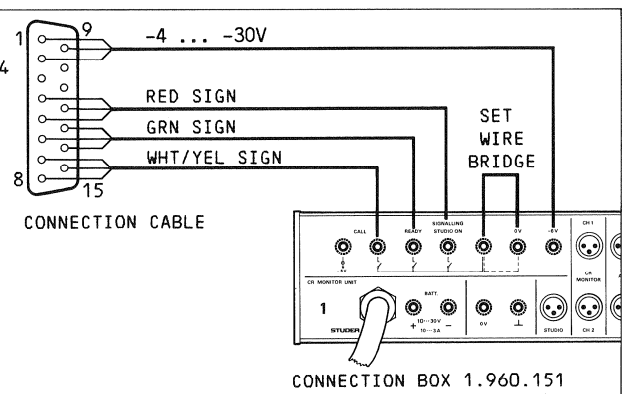 1
9
-4 ... -30V
4
RED SIGN
GRN SIGN
WHT/YEL SIGN
SET
WIRE
BRIDGE
8
15
CONNECTION CABLE
CALL
READY
SIGNALLING
STUDIO ON
0V
-6V
CH 1
CR
MONITOR
CR MONITOR UNIT
1
STUDER
BATT.
+ 10···30V −
10···3A
0V
STUDIO
CH 2
CONNECTION BOX 1.960.151